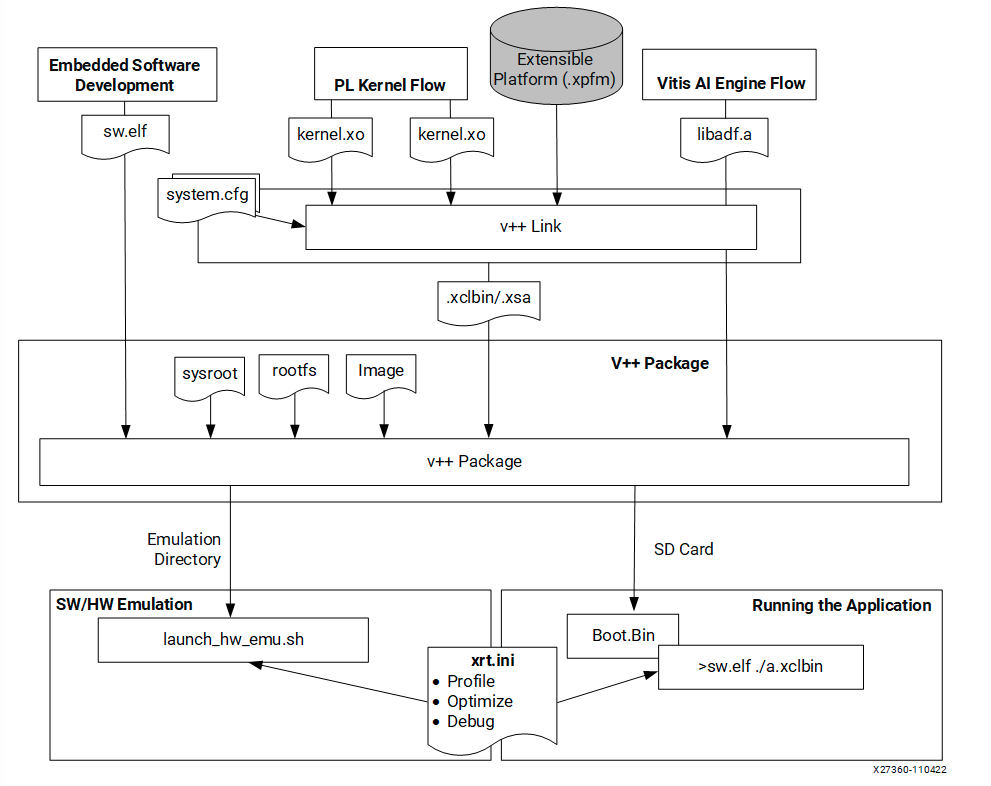 Embedded Software
Development
PL Kernel Flow
Extensible
Platform (.xpfm)
Vitis AI Engine Flow
sw.elf
kernel.xo
kernel.xo
libadf.a
system.cfg
v++ Link
.xclbin/.xsa
V++ Package
sysroot
rootfs
Image
v++ Package
Emulation
Directory
SD Card
SW/HW Emulation
launch_hw_emu.sh
Running the Application
Boot.Bin
>sw.elf ./a.xclbin
xrt.ini
● Profile
● Optimize
● Debug
X27360-110422